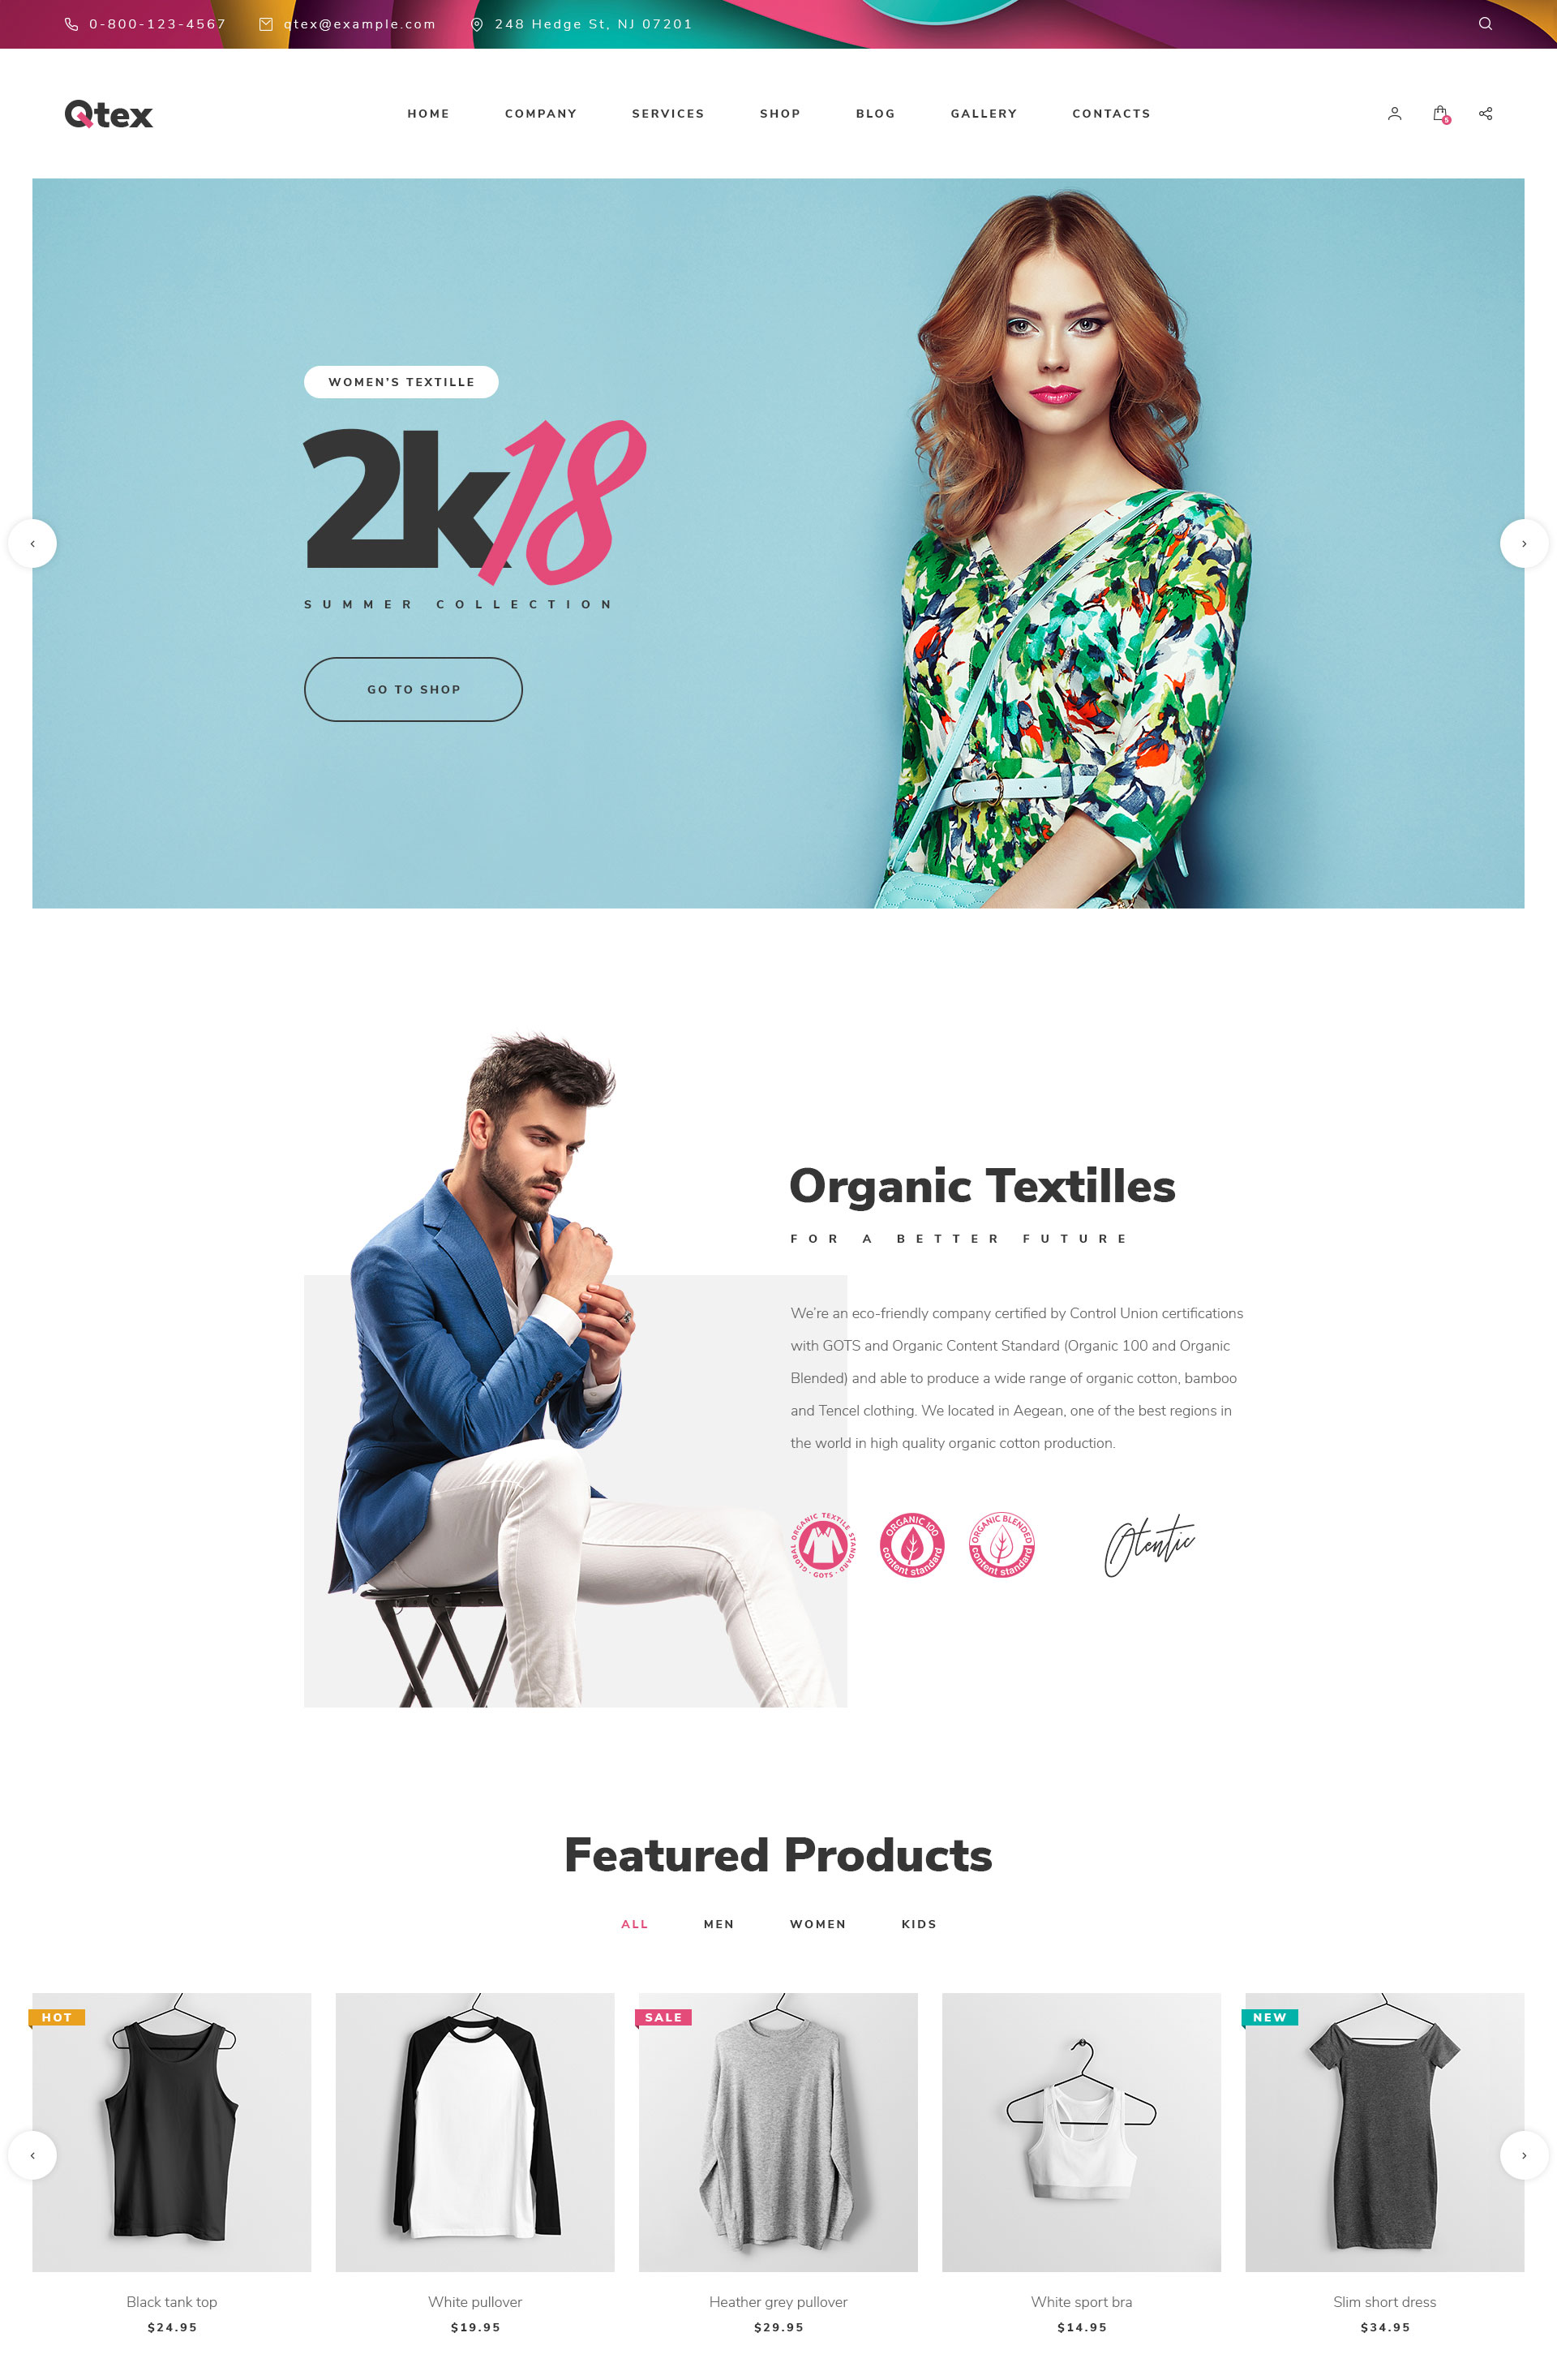 0-800-123-4567
qtex@example.com
248 Hedge St, NJ 07201
Qtex
HOME
COMPANY
SERVICES
SHOP
BLOG
GALLERY
CONTACTS
5
WOMEN'S TEXTILLE
2k18
SUMMER COLLECTION
GO TO SHOP
Organic Textilles
FOR A BETTER FUTURE
We're an eco-friendly company certified by Control Union certifications
with GOTS and Organic Content Standard (Organic 100 and Organic
Blended) and able to produce a wide range of organic cotton, bamboo
and Tencel clothing. We located in Aegean, one of the best regions in
the world in high quality organic cotton production.
GLOBAL ORGANIC TEXTILE STANDARD · GOTS ·
ORGANIC 100 content standard
ORGANIC BLENDED content standard
Otentic
Featured Products
ALL
MEN
WOMEN
KIDS
HOT
SALE
NEW
Black tank top
$24.95
White pullover
$19.95
Heather grey pullover
$29.95
White sport bra
$14.95
Slim short dress
$34.95